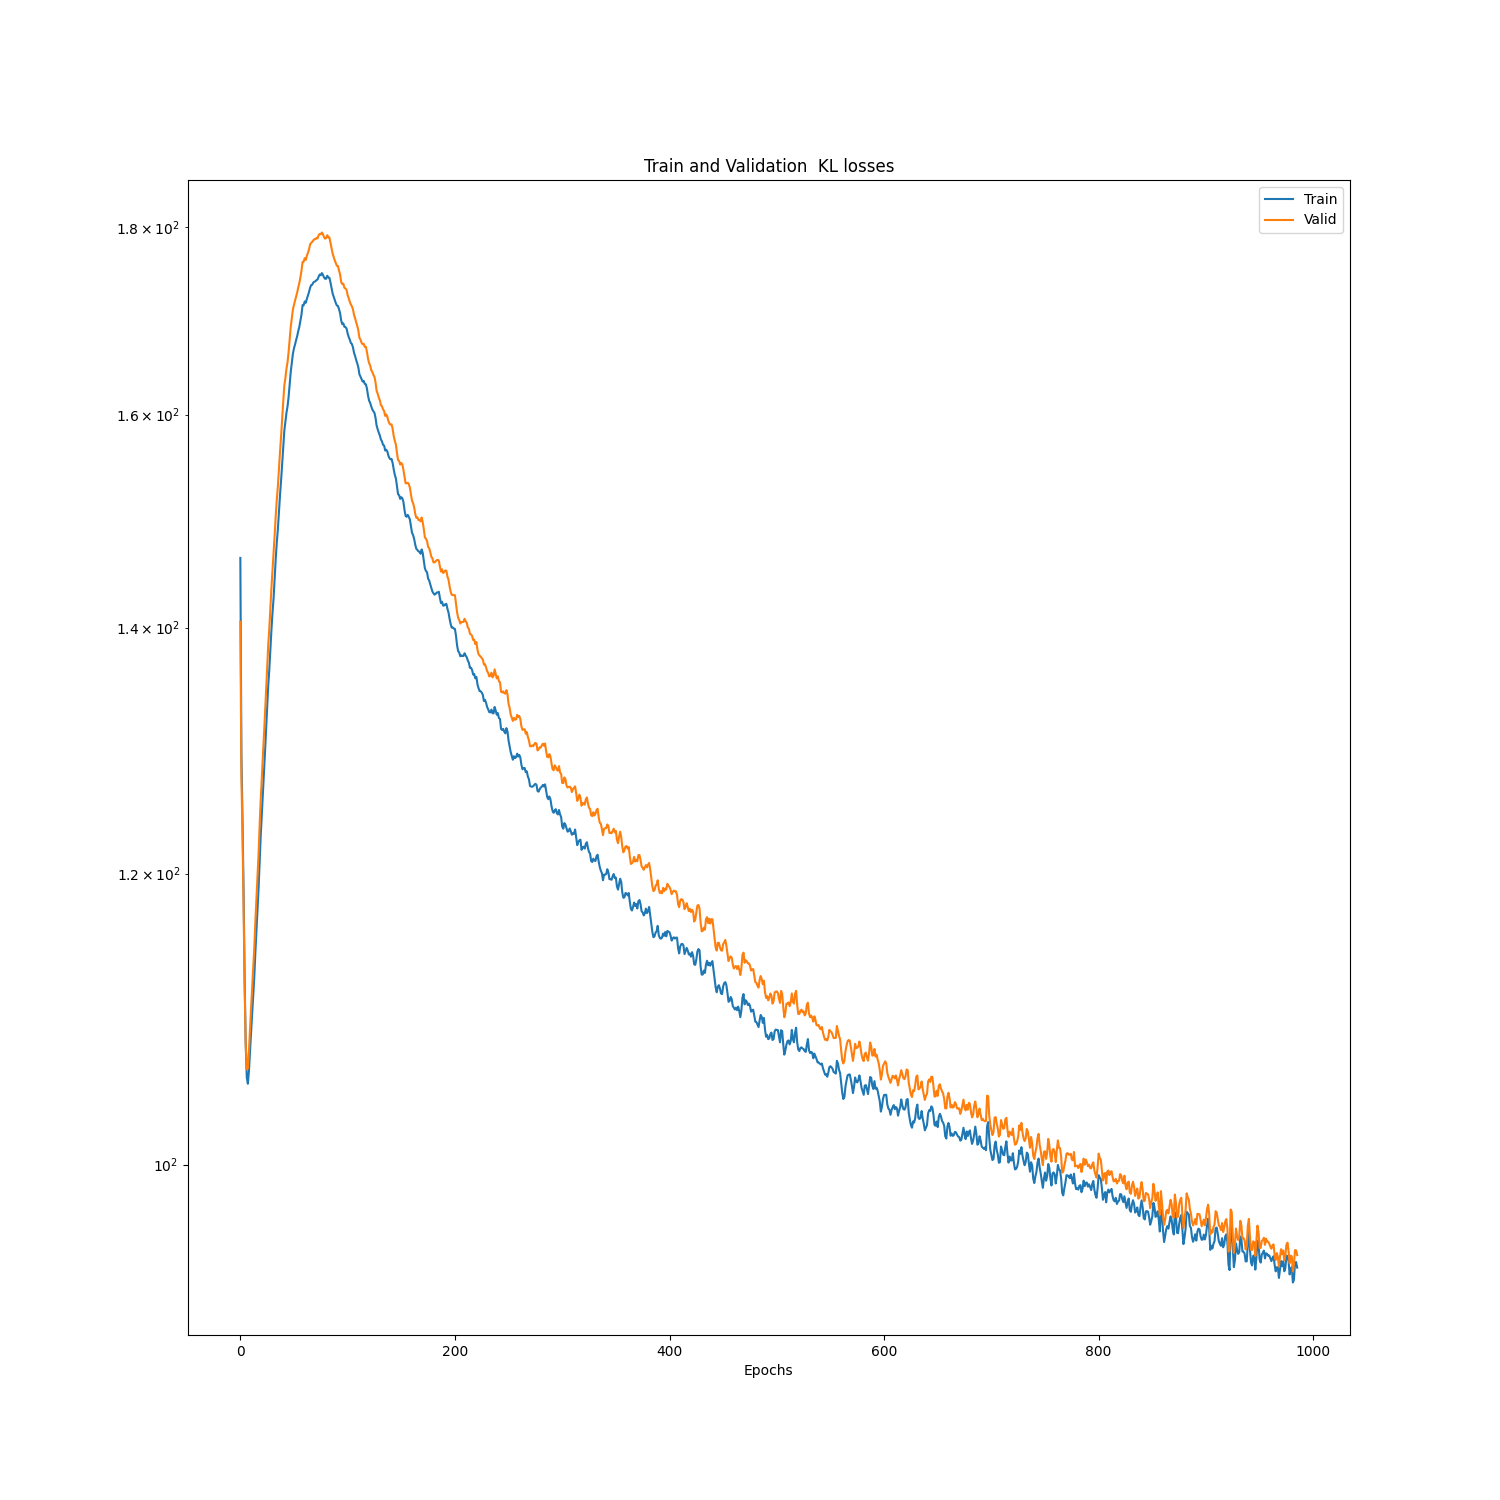 Train and Validation  KL losses
Train
Valid
1.8 × 10²
1.6 × 10²
1.4 × 10²
1.2 × 10²
10²
0 200 400 600 800 1000
Epochs